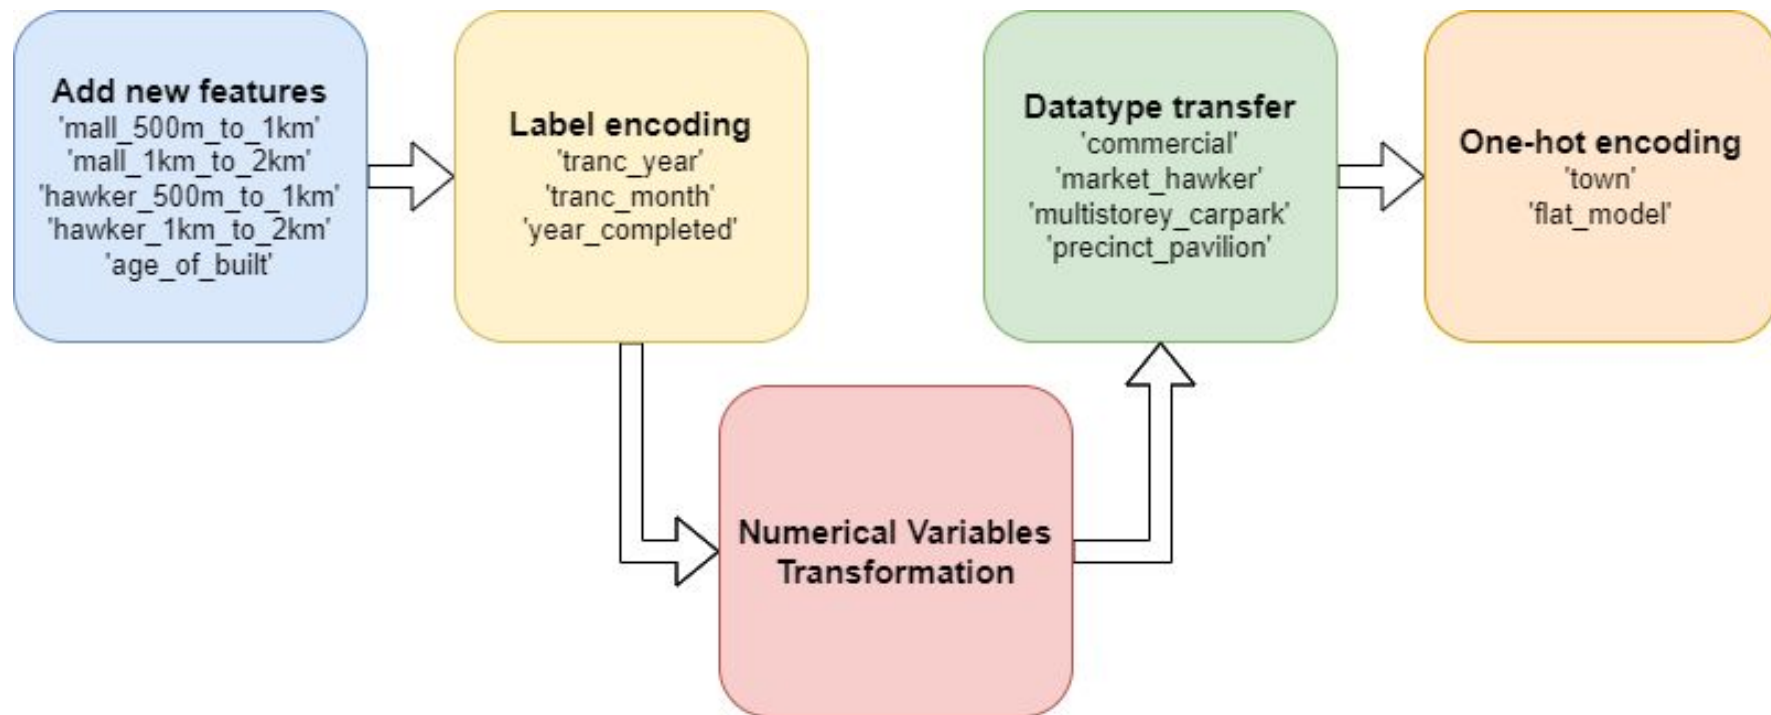 Add new features
'mall_500m_to_1km'
'mall_1km_to_2km'
'hawker_500m_to_1km'
'hawker_1km_to_2km'
'age_of_built'
Label encoding
'tranc_year'
'tranc_month'
'year_completed'
Numerical Variables
Transformation
Datatype transfer
'commercial'
'market_hawker'
'multistorey_carpark'
'precinct_pavilion'
One-hot encoding
'town'
'flat_model'